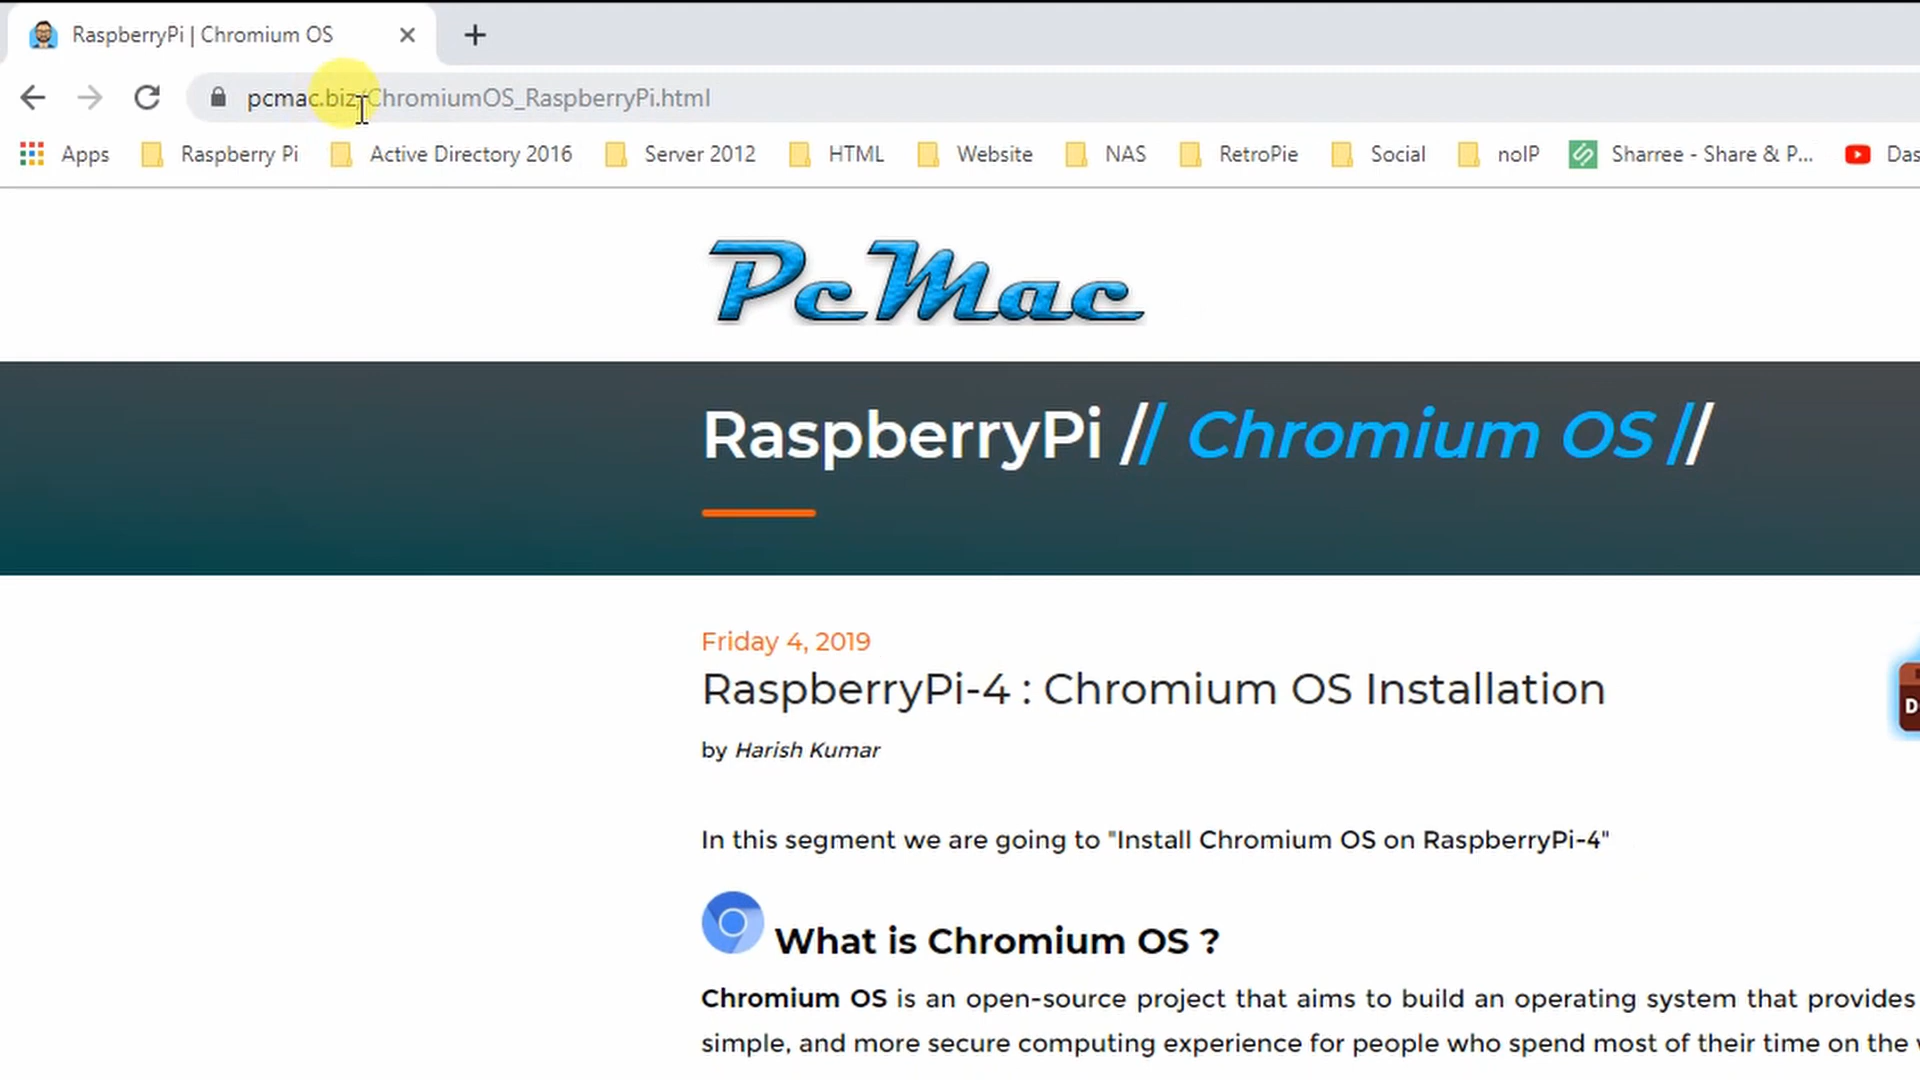 RaspberryPi | Chromium OS
pcmac.biz/ChromiumOS_RaspberryPi.html
Apps Raspberry Pi Active Directory 2016 Server 2012 HTML Website NAS RetroPie Social noIP Sharree - Share & P...
PcMac
RaspberryPi // Chromium OS //
Friday 4, 2019
RaspberryPi-4 : Chromium OS Installation
by Harish Kumar
In this segment we are going to "Install Chromium OS on RaspberryPi-4"
What is Chromium OS ?
Chromium OS is an open-source project that aims to build an operating system that provides
simple, and more secure computing experience for people who spend most of their time on the